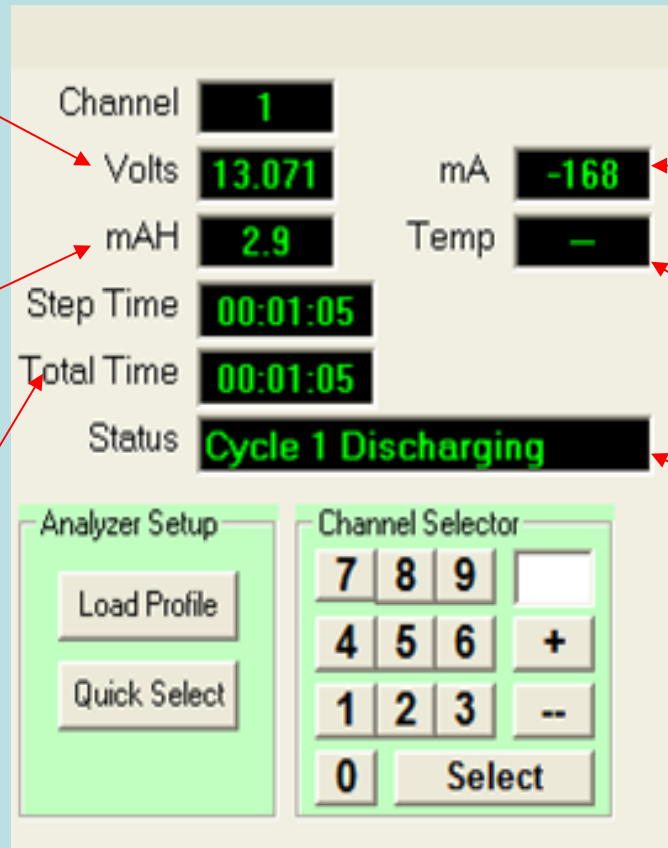 Channel 1
Volts 13.071 mA -168
mAH 2.9 Temp –
Step Time 00:01:05
Total Time 00:01:05
Status Cycle 1 Discharging
Analyzer Setup
Load Profile
Quick Select
Channel Selector
7 8 9
4 5 6 +
1 2 3 --
0 Select